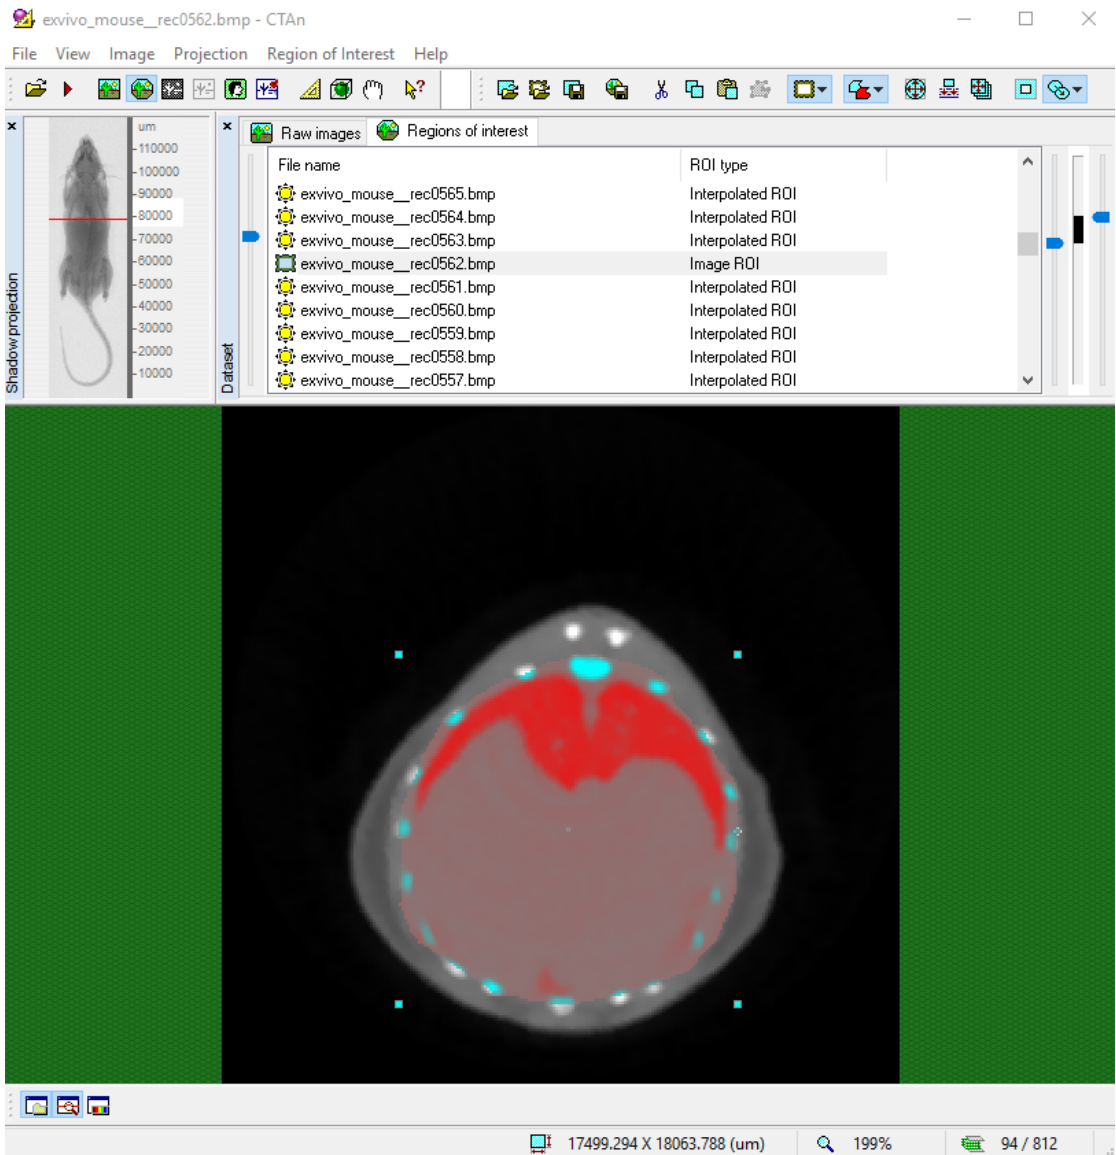 exvivo_mouse__rec0562.bmp - CTAn
File View Image Projection Region of Interest Help
Shadow projection
um
110000
100000
90000
80000
70000
60000
50000
40000
30000
20000
10000
Dataset
Raw images Regions of interest
File name ROI type
exvivo_mouse__rec0565.bmp Interpolated ROI
exvivo_mouse__rec0564.bmp Interpolated ROI
exvivo_mouse__rec0563.bmp Interpolated ROI
exvivo_mouse__rec0562.bmp Image ROI
exvivo_mouse__rec0561.bmp Interpolated ROI
exvivo_mouse__rec0560.bmp Interpolated ROI
exvivo_mouse__rec0559.bmp Interpolated ROI
exvivo_mouse__rec0558.bmp Interpolated ROI
exvivo_mouse__rec0557.bmp Interpolated ROI
17499.294 X 18063.788 (um) 199% 94 / 812